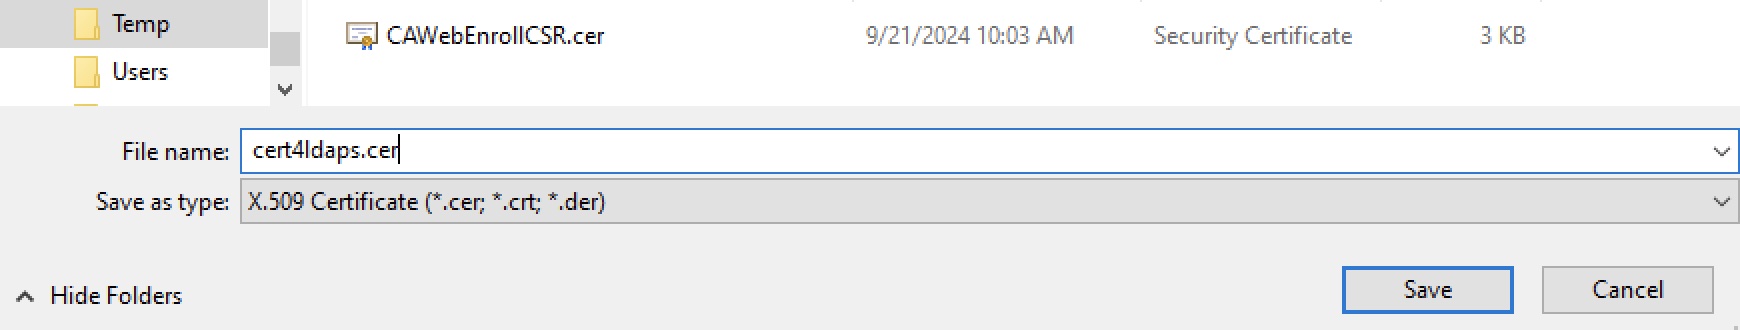 Temp
CAWebEnrollCSR.cer 9/21/2024 10:03 AM Security Certificate 3 KB
Users
File name: cert4ldaps.cer
Save as type: X.509 Certificate (*.cer; *.crt; *.der)
Hide Folders Save Cancel